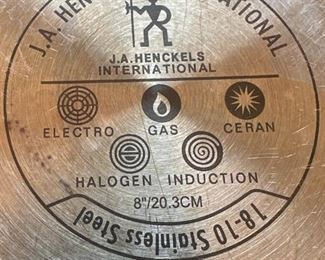 J.A. HEN
NATIONAL
J.A. HENCKELS
INTERNATIONAL
ELECTRO GAS CERAN
HALOGEN INDUCTION
8"/20.3CM
18-10 Stainless Steel